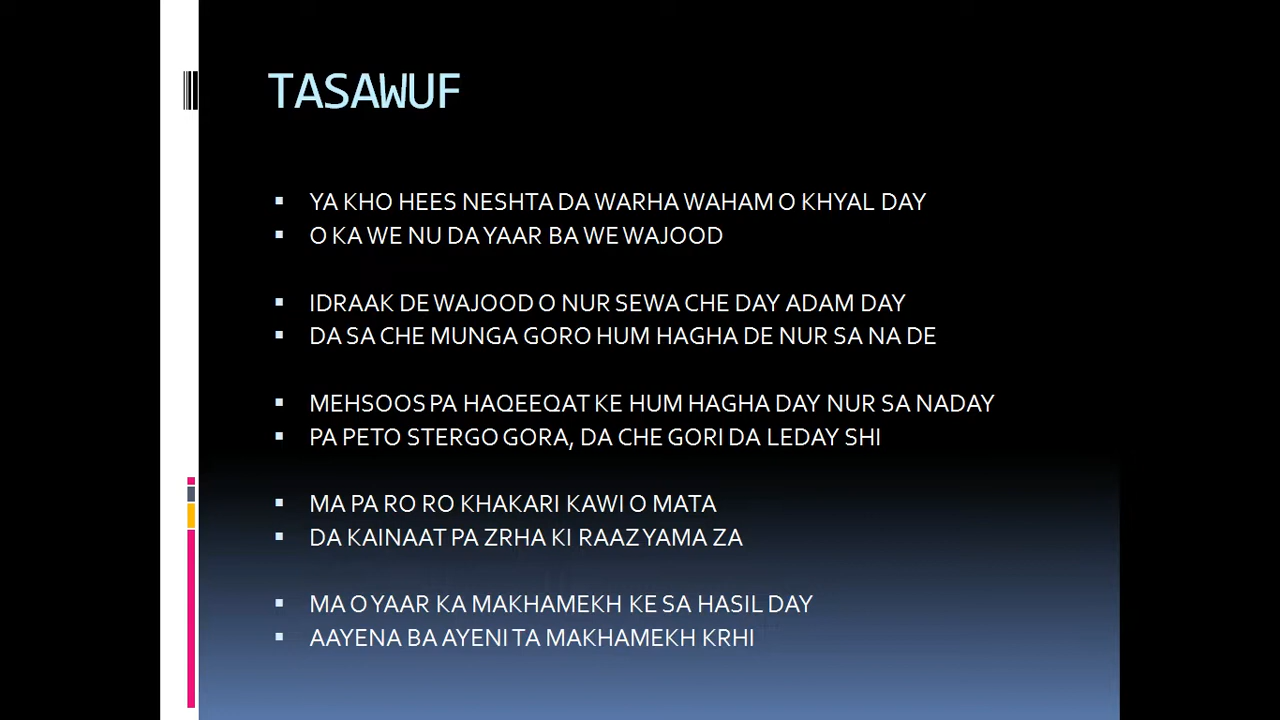 TASAWUF
YA KHO HEES NESHTA DA WARHA WAHAM O KHYAL DAY
O KA WE NU DA YAAR BA WE WAJOOD
IDRAAK DE WAJOOD O NUR SEWA CHE DAY ADAM DAY
DA SA CHE MUNGA GORO HUM HAGHA DE NUR SA NA DE
MEHSOOS PA HAQEEQAT KE HUM HAGHA DAY NUR SA NADAY
PA PETO STERGO GORA, DA CHE GORI DA LEDAY SHI
MA PA RO RO KHAKARI KAWI O MATA
DA KAINAAT PA ZRHA KI RAAZ YAMA ZA
MA O YAAR KA MAKHAMEKH KE SA HASIL DAY
AAYENA BA AYENI TA MAKHAMEKH KRHI